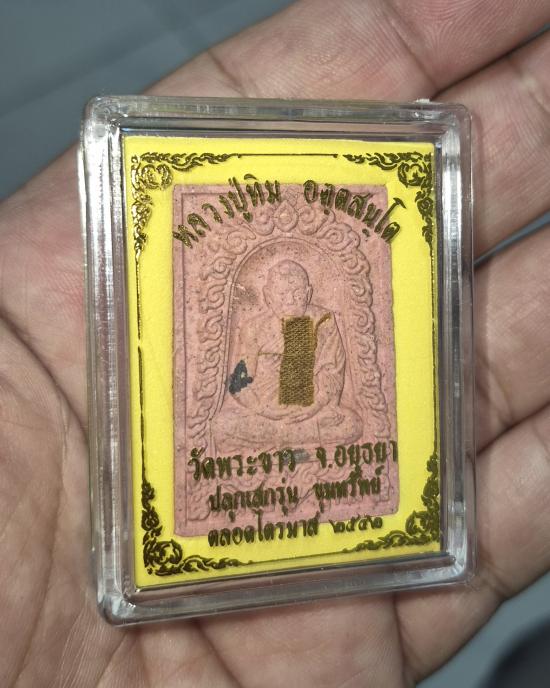 หลวงปู่ทิม อตฺตสนฺโต
วัดพระขาว จ.อยุธยา
ปลุกเสกรุ่น ขุนทรัพย์
ตลอดไตรมาส ๒๕๕๒